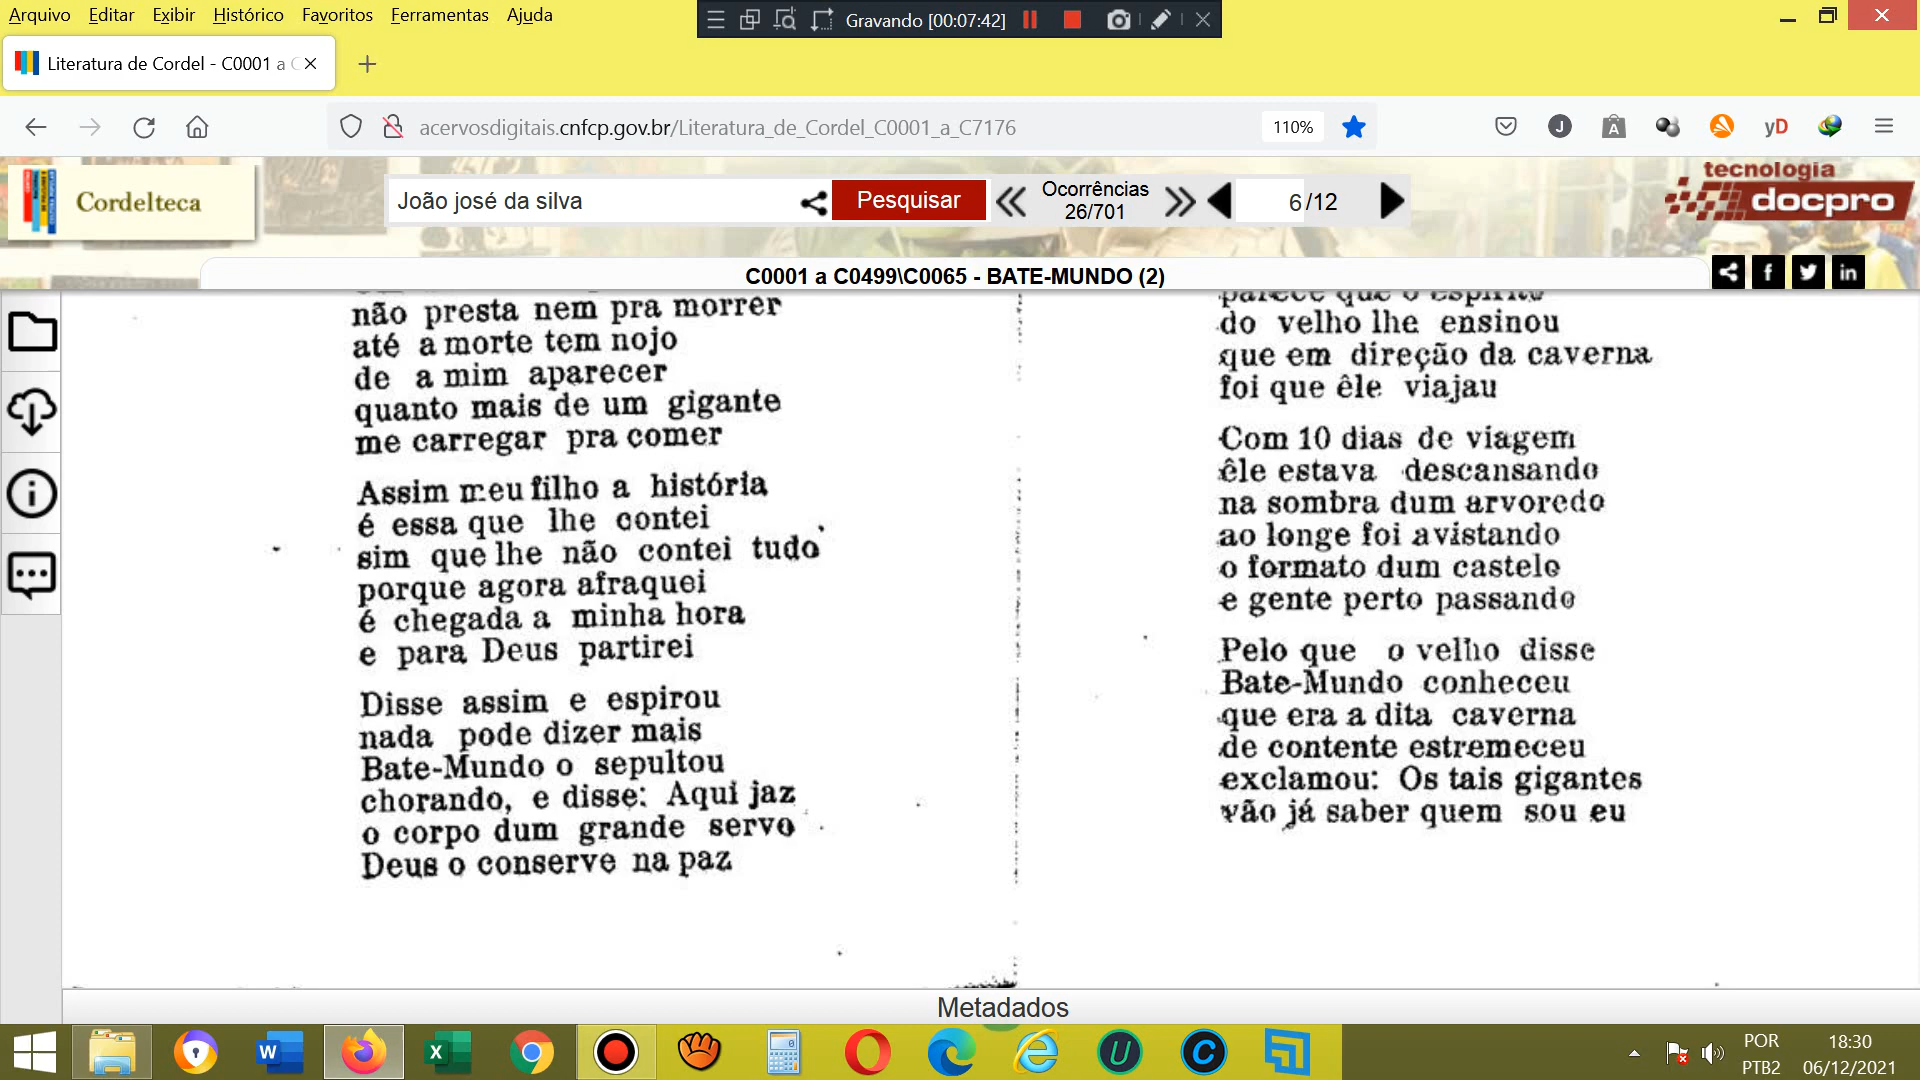 Arquivo Editar Exibir Histórico Favoritos Ferramentas Ajuda
Gravando [00:07:42]
Literatura de Cordel - C0001 a C
acervosdigitais.cnfcp.gov.br/Literatura_de_Cordel_C0001_a_C7176
110%
J
A
yD
Cordelteca
João josé da silva
Pesquisar
Ocorrências
26/701
6 /12
tecnologia
docpro
C0001 a C0499\C0065 - BATE-MUNDO (2)
não presta nem pra morrer
até a morte tem nojo
de a mim aparecer
quanto mais de um gigante
me carregar pra comer
Assim meu filho a história
é essa que lhe contei
sim que lhe não contei tudo
porque agora afraquei
é chegada a minha hora
e para Deus partirei
Disse assim e espirou
nada pode dizer mais
Bate-Mundo o sepultou
chorando, e disse: Aqui jaz
o corpo dum grande servo
Deus o conserve na paz
parece que o espirito
do velho lhe ensinou
que em direção da caverna
foi que êle viajau
Com 10 dias de viagem
êle estava descansando
na sombra dum arvoredo
ao longe foi avistando
o formato dum castelo
e gente perto passando
Pelo que o velho disse
Bate-Mundo conheceu
que era a dita caverna
de contente estremeceu
exclamou: Os tais gigantes
vão já saber quem sou eu
Metadados
POR
PTB2
18:30
06/12/2021